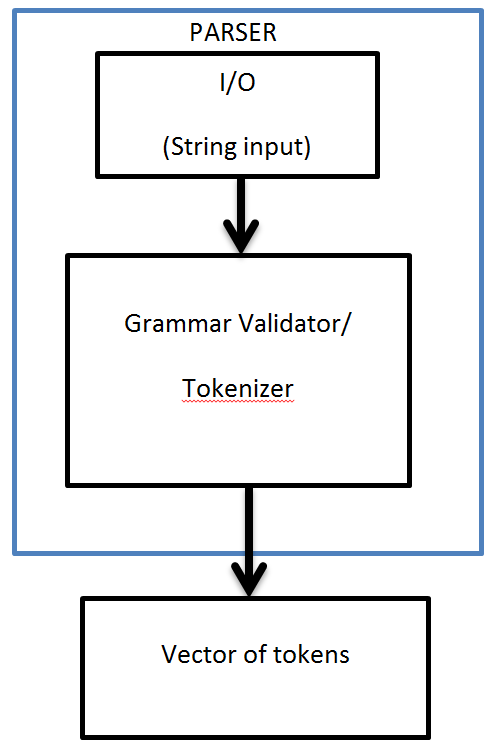 PARSER
I/O
(String input)
Grammar Validator/
Tokenizer
Vector of tokens